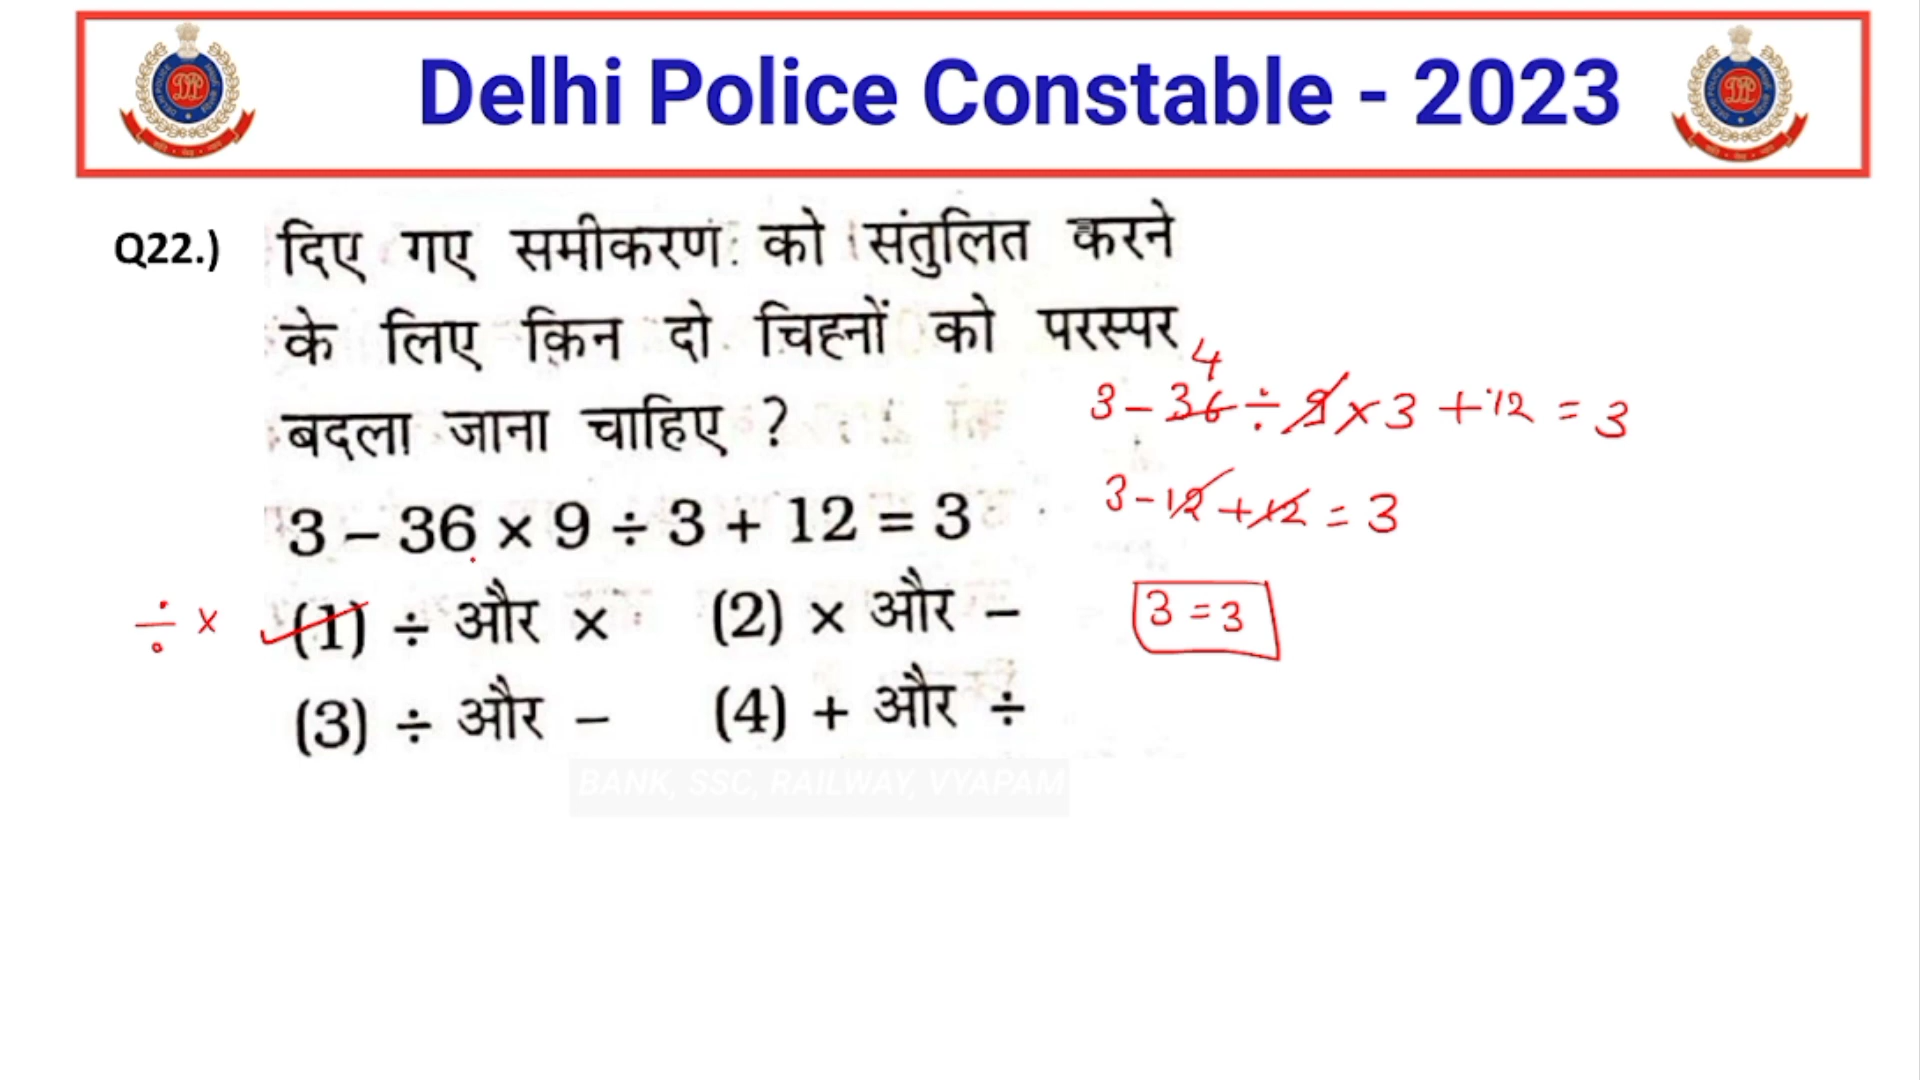 Delhi Police Constable - 2023
Q22.) दिए गए समीकरण को संतुलित करने
के लिए किन दो चिह्नों को परस्पर
बदला जाना चाहिए ?
3 – 36 × 9 ÷ 3 + 12 = 3
(1) ÷ और × (2) × और –
(3) ÷ और – (4) + और ÷
÷ ×
4
3 – 36 ÷ 9 × 3 + 12 = 3
3 – 12 + 12 = 3
3 = 3
BANK, SSC, RAILWAY, VYAPAM